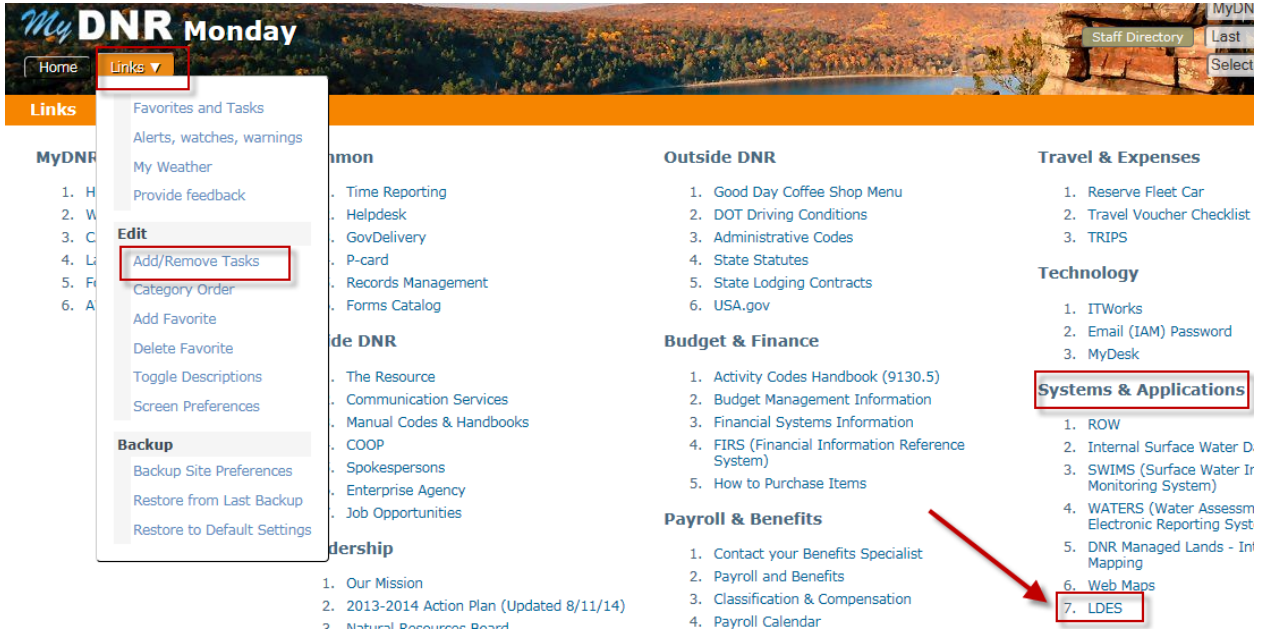 My DNR Monday
MyDN
Staff Directory
Last
Select
Home
Links ▼
Links
Favorites and Tasks
Alerts, watches, warnings
My Weather
Provide feedback
Edit
Add/Remove Tasks
Category Order
Add Favorite
Delete Favorite
Toggle Descriptions
Screen Preferences
Backup
Backup Site Preferences
Restore from Last Backup
Restore to Default Settings
MyDNR
1. H
2. W
3. C
4. La
5. Fo
6. A
mmon
. Time Reporting
. Helpdesk
. GovDelivery
. P-card
. Records Management
. Forms Catalog
ide DNR
. The Resource
. Communication Services
. Manual Codes & Handbooks
. COOP
. Spokespersons
. Enterprise Agency
. Job Opportunities
dership
1. Our Mission
2. 2013-2014 Action Plan (Updated 8/11/14)
3. Natural Resources Board
Outside DNR
1. Good Day Coffee Shop Menu
2. DOT Driving Conditions
3. Administrative Codes
4. State Statutes
5. State Lodging Contracts
6. USA.gov
Budget & Finance
1. Activity Codes Handbook (9130.5)
2. Budget Management Information
3. Financial Systems Information
4. FIRS (Financial Information Reference
System)
5. How to Purchase Items
Payroll & Benefits
1. Contact your Benefits Specialist
2. Payroll and Benefits
3. Classification & Compensation
4. Payroll Calendar
Travel & Expenses
1. Reserve Fleet Car
2. Travel Voucher Checklist
3. TRIPS
Technology
1. ITWorks
2. Email (IAM) Password
3. MyDesk
Systems & Applications
1. ROW
2. Internal Surface Water D
3. SWIMS (Surface Water In
Monitoring System)
4. WATERS (Water Assessm
Electronic Reporting Syst
5. DNR Managed Lands - Int
Mapping
6. Web Maps
7. LDES